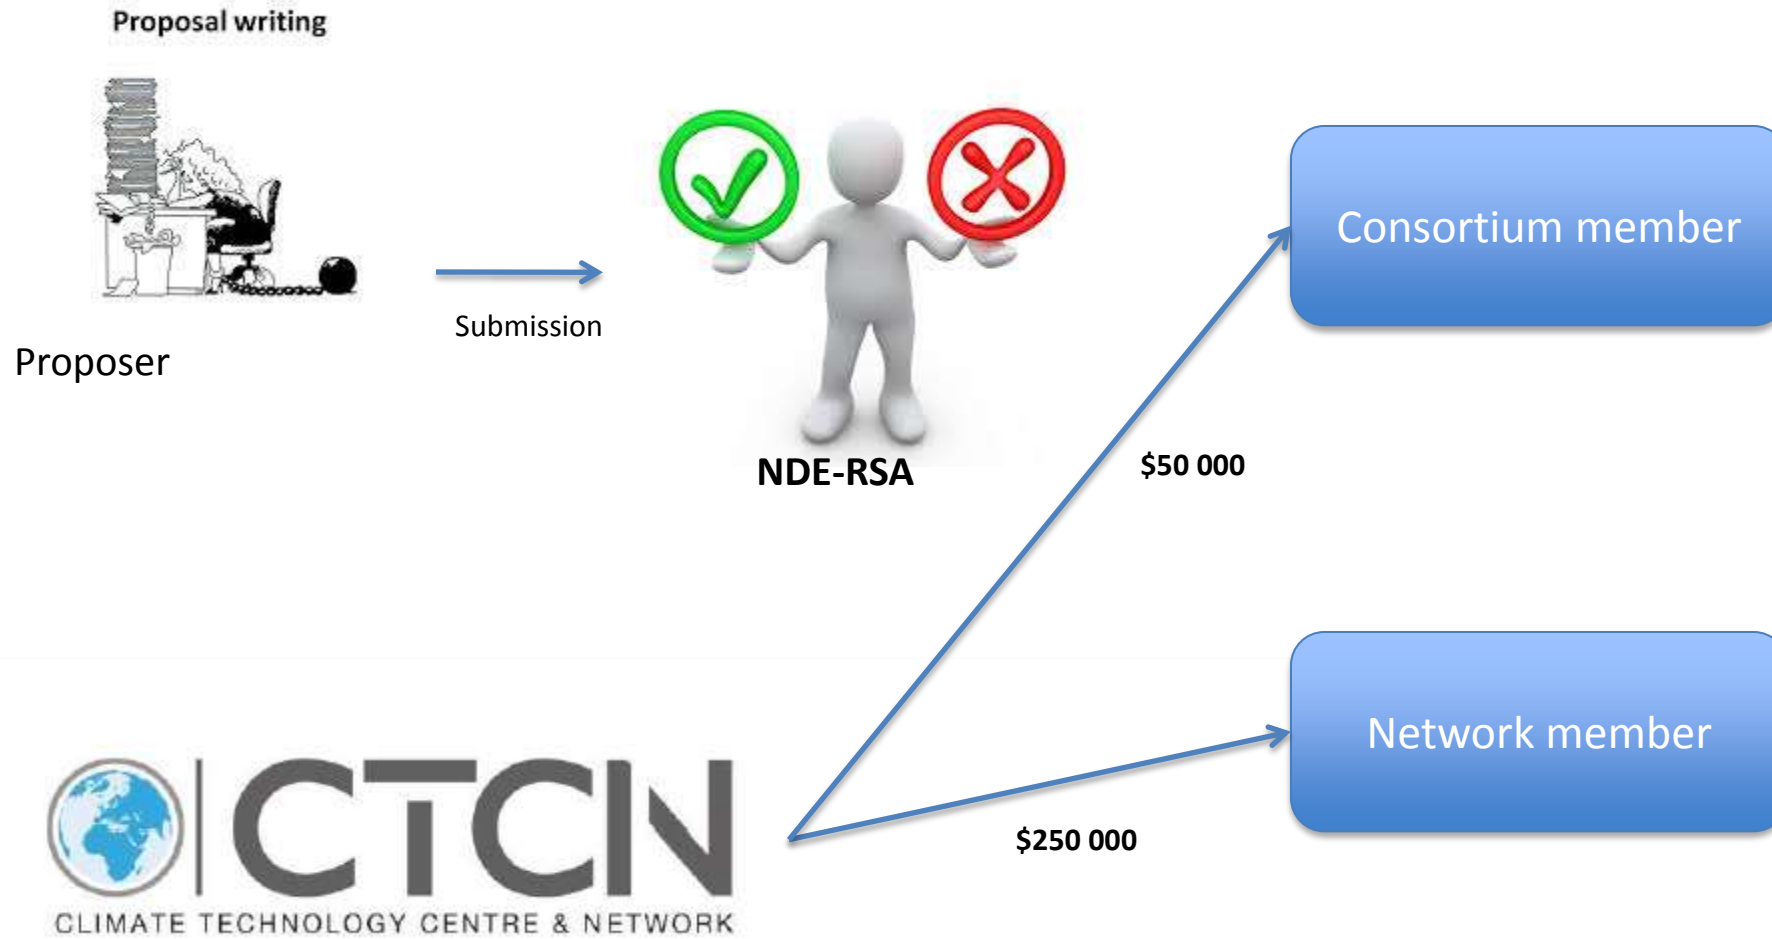 Proposal writing
Proposer
Submission
NDE-RSA
Consortium member
$50 000
Network member
$250 000
CTCN
CLIMATE TECHNOLOGY CENTRE & NETWORK